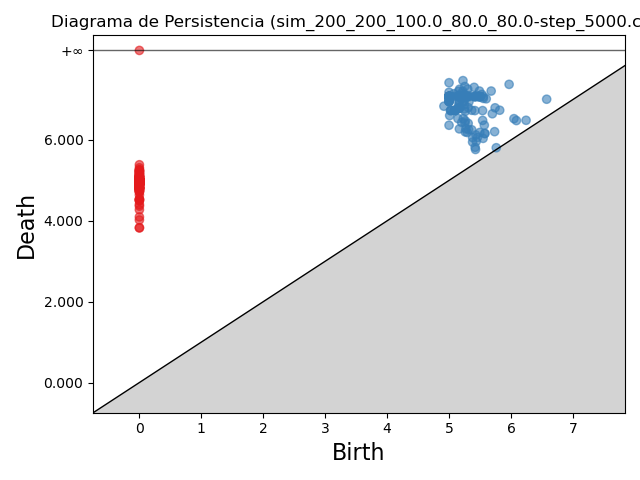 Diagrama de Persistencia (sim_200_200_100.0_80.0_80.0-step_5000.c
+∞
6.000
4.000
2.000
0.000
Death
0 1 2 3 4 5 6 7
Birth